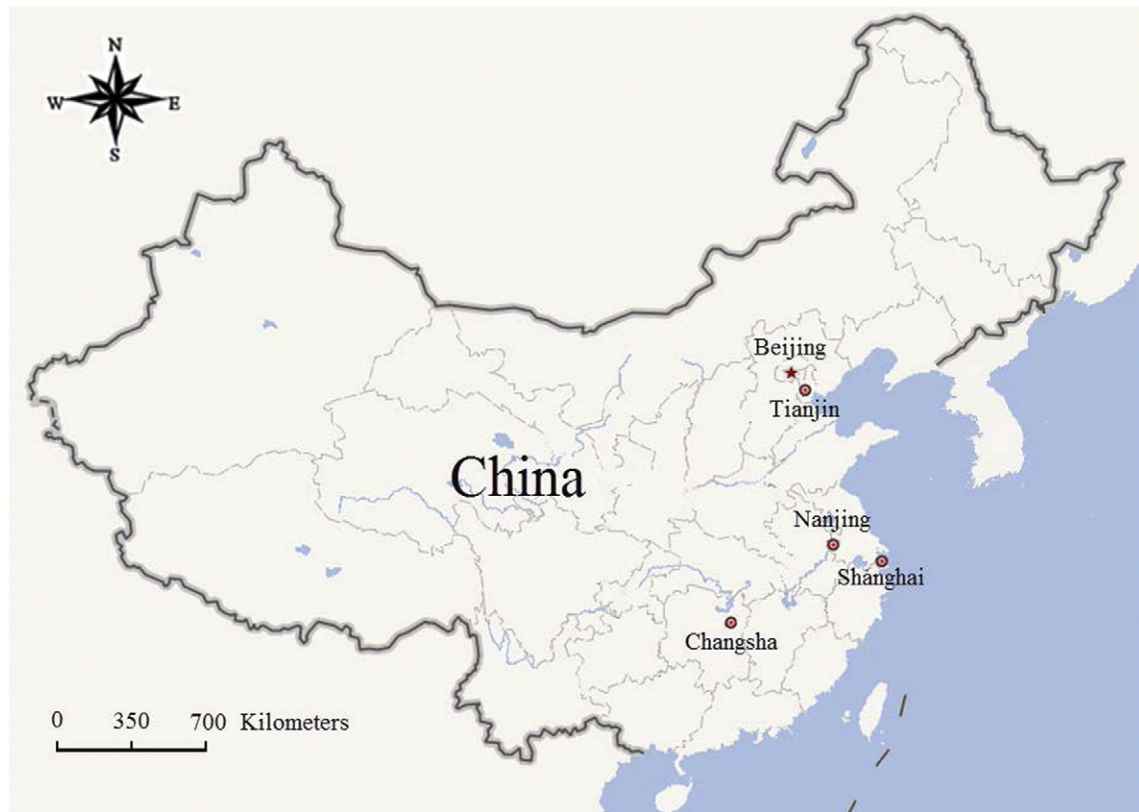 N
W E
S
Beijing
Tianjin
China
Nanjing
Shanghai
Changsha
0 350 700 Kilometers